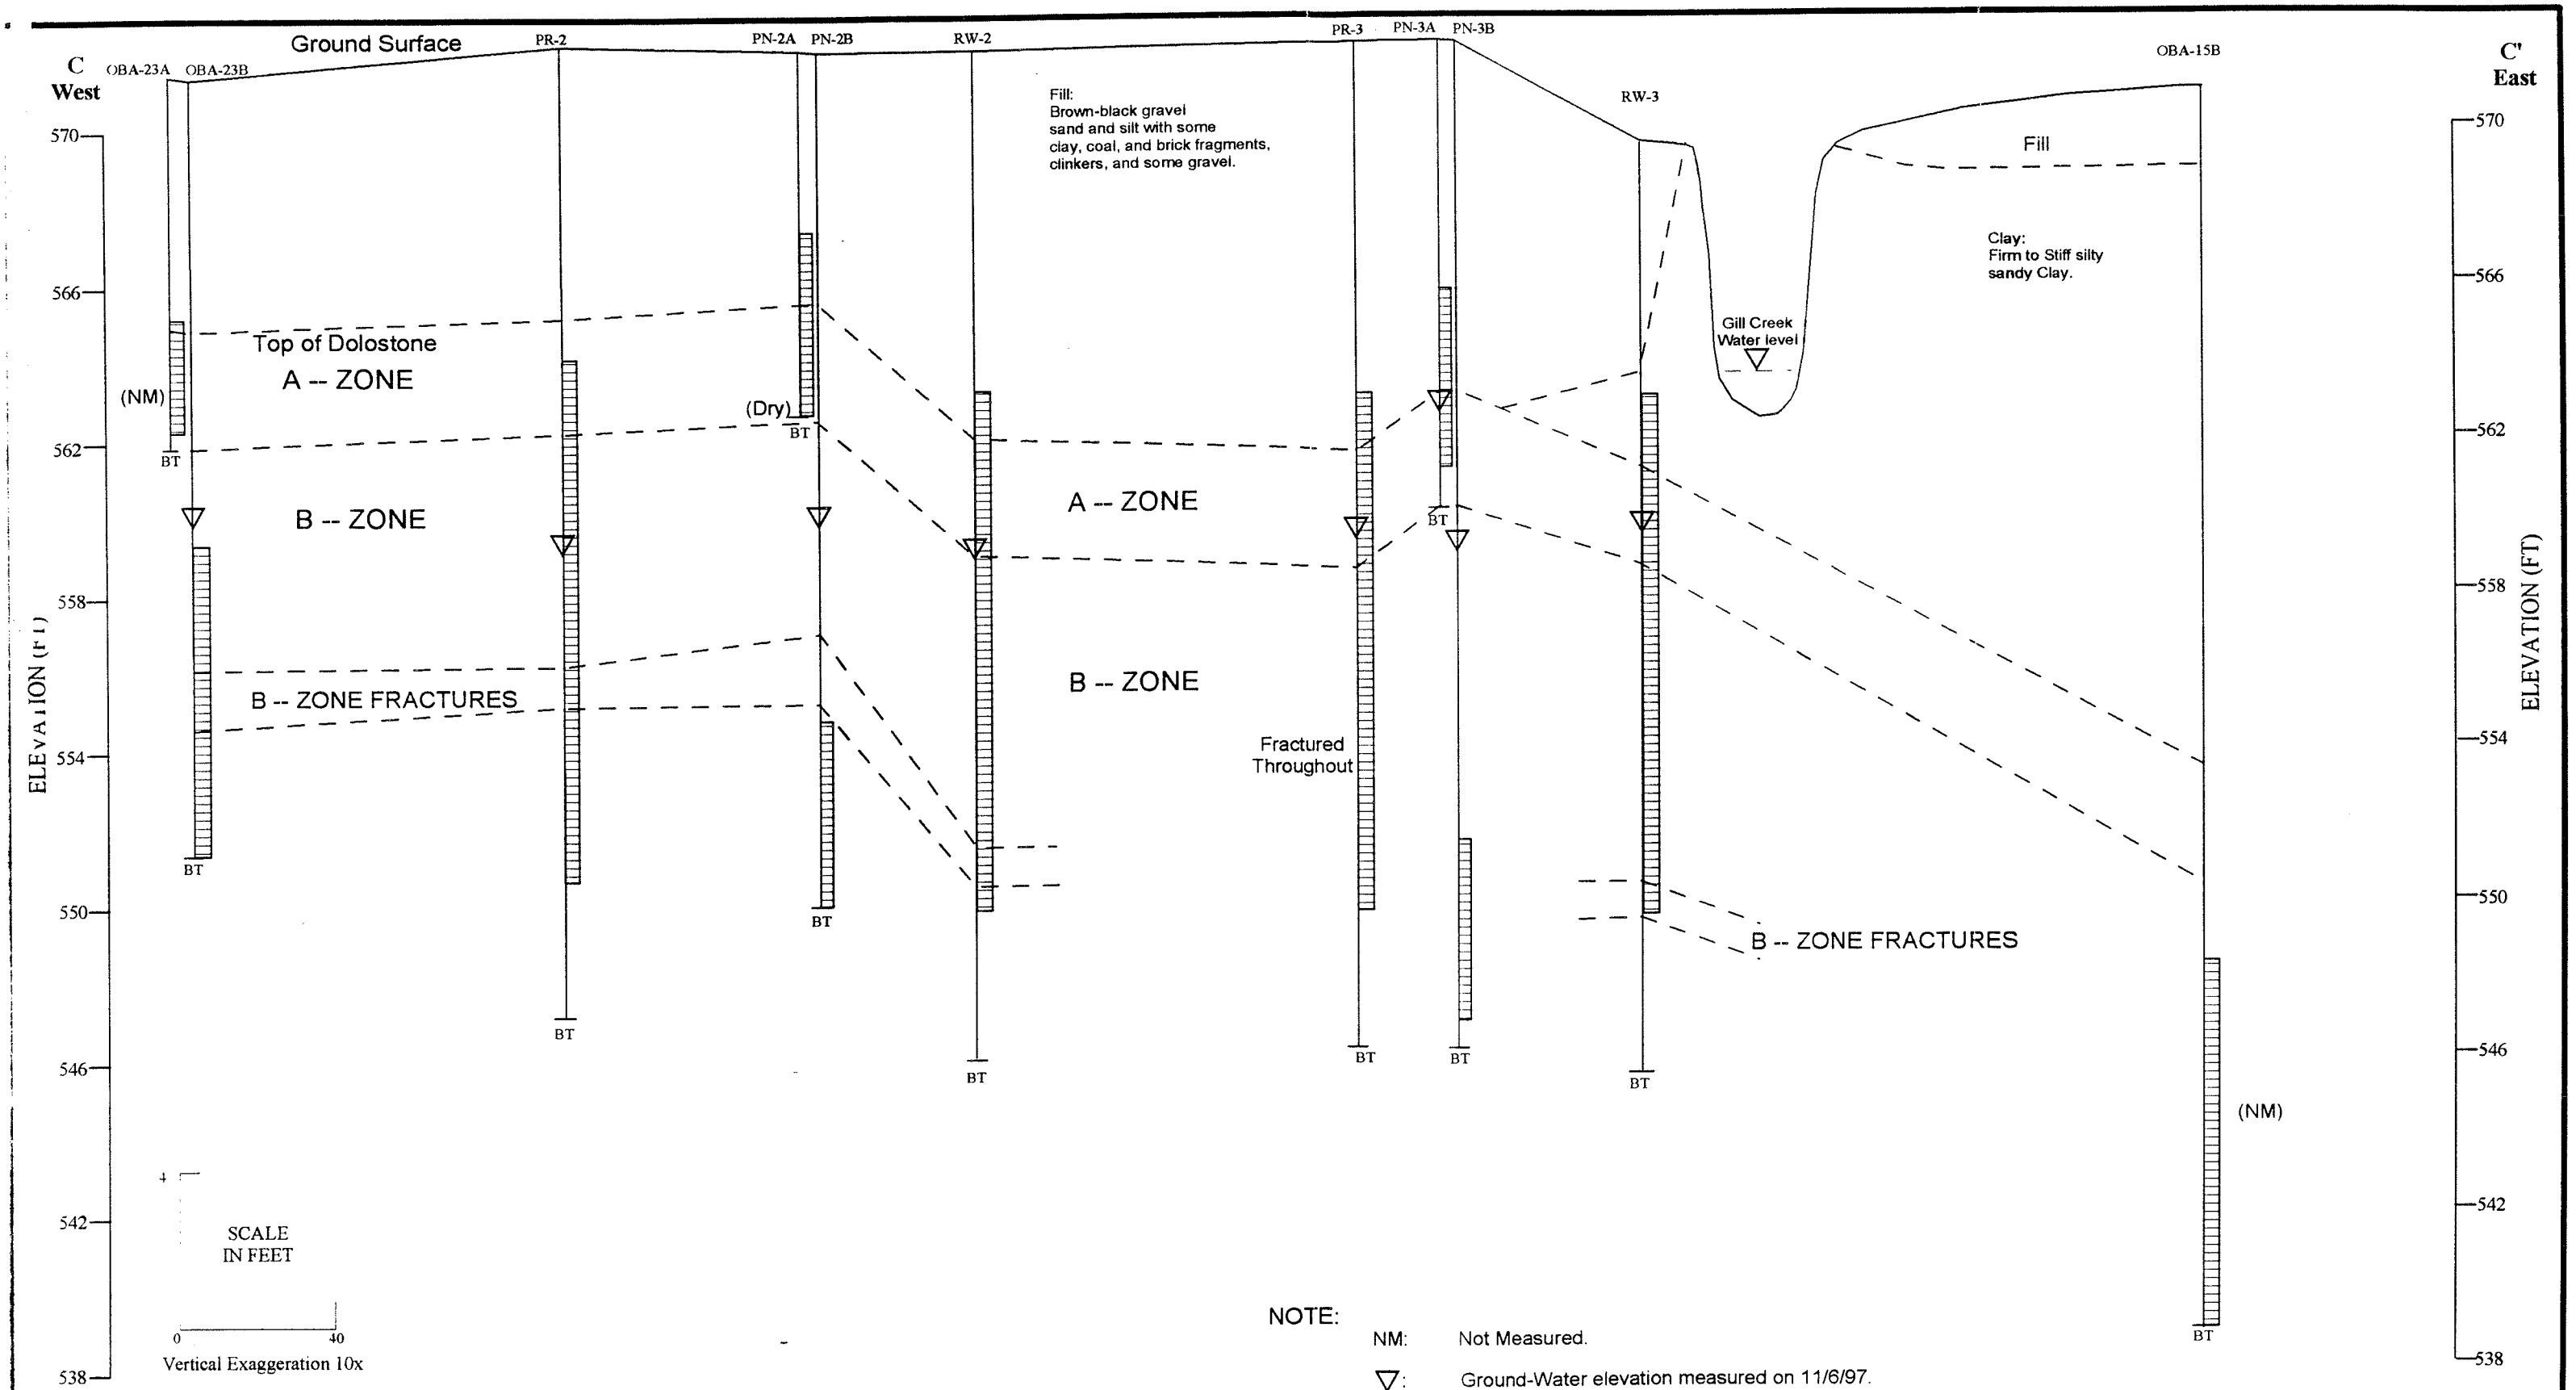 Ground Surface
PR-2
PN-2A
PN-2B
RW-2
PR-3
PN-3A
PN-3B
C
West
OBA-23A
OBA-23B
OBA-15B
C'
East
RW-3
Fill:
Brown-black gravel
sand and silt with some
clay, coal, and brick fragments,
clinkers, and some gravel.
570
570
Fill
Clay:
Firm to Stiff silty
sandy Clay.
566
566
Gill Creek
Water level
Top of Dolostone
A -- ZONE
(NM)
(Dry)
BT
BT
562
562
B -- ZONE
A -- ZONE
BT
558
558
ELEVATION (FT)
ELEVATION (FT)
B -- ZONE
B -- ZONE FRACTURES
Fractured
Throughout
554
554
BT
550
550
BT
B -- ZONE FRACTURES
BT
546
546
BT
BT
BT
BT
(NM)
4
542
542
SCALE
IN FEET
0
40
Vertical Exaggeration 10x
BT
538
538
NOTE:
NM: Not Measured.
▽: Ground-Water elevation measured on 11/6/97.